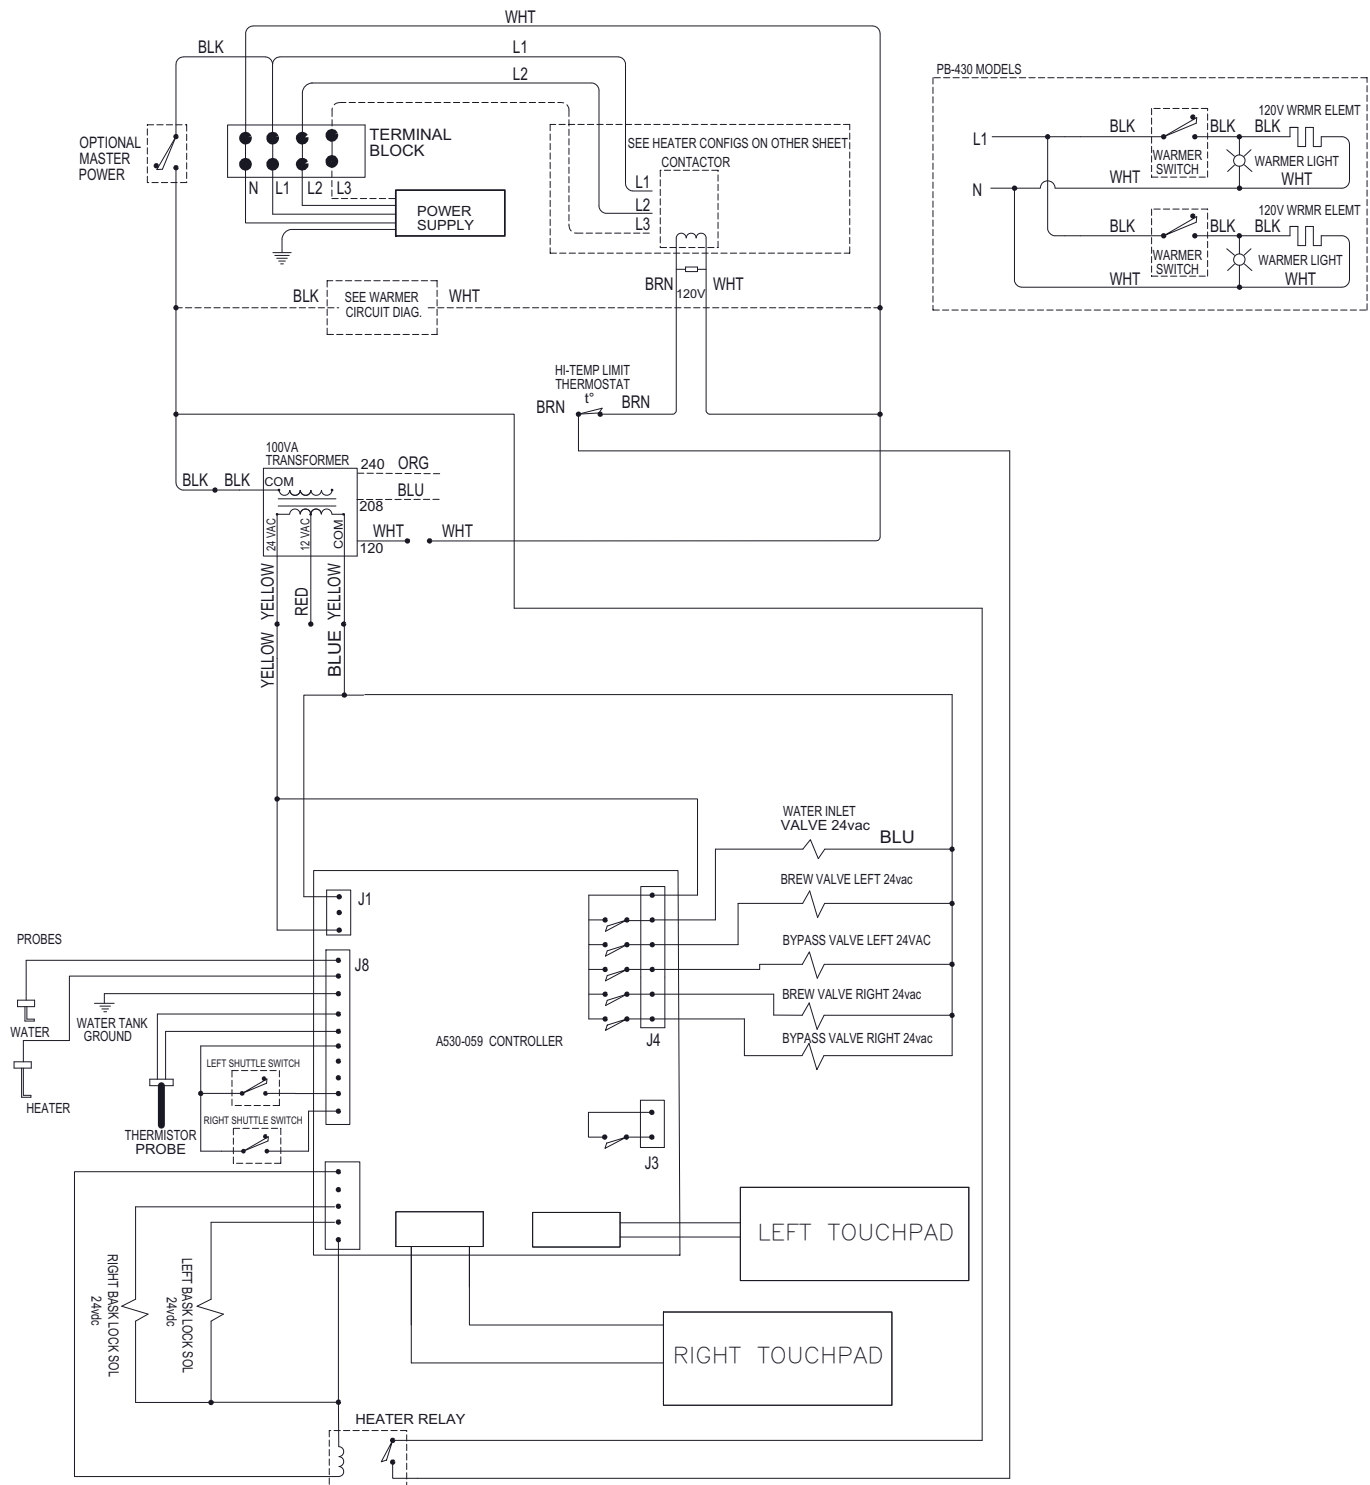 WHT
BLK
L1
L2
OPTIONAL
MASTER
POWER
TERMINAL
BLOCK
N L1 L2 L3
POWER
SUPPLY
SEE HEATER CONFIGS ON OTHER SHEET
CONTACTOR
L1
L2
L3
BRN
120V
WHT
BLK
SEE WARMER
CIRCUIT DIAG.
WHT
PB-430 MODELS
L1
N
BLK
WARMER
SWITCH
BLK
BLK
120V WRMR ELEMT
WARMER LIGHT
WHT
WHT
BLK
WARMER
SWITCH
BLK
BLK
120V WRMR ELEMT
WARMER LIGHT
WHT
WHT
HI-TEMP LIMIT
THERMOSTAT
t°
BRN
BRN
100VA
TRANSFORMER
BLK
BLK
COM
240
ORG
BLU
208
24 VAC
12 VAC
COM
WHT
WHT
120
YELLOW
RED
YELLOW
YELLOW
BLUE
WATER INLET
VALVE 24vac
BLU
BREW VALVE LEFT 24vac
BYPASS VALVE LEFT 24VAC
BREW VALVE RIGHT 24vac
BYPASS VALVE RIGHT 24vac
J1
J8
J4
J3
A530-059 CONTROLLER
PROBES
WATER
HEATER
WATER TANK
GROUND
LEFT SHUTTLE SWITCH
RIGHT SHUTTLE SWITCH
THERMISTOR
PROBE
RIGHT BASK LOCK SOL
24vdc
LEFT BASK LOCK SOL
24vdc
LEFT TOUCHPAD
RIGHT TOUCHPAD
HEATER RELAY